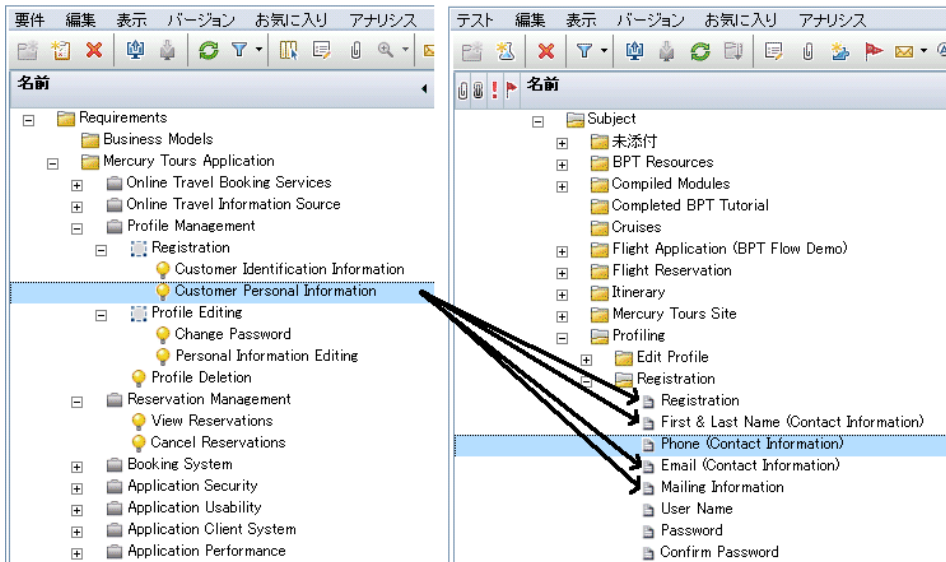 要件 編集 表示 バージョン お気に入り アナリシス
名前
Requirements
Business Models
Mercury Tours Application
Online Travel Booking Services
Online Travel Information Source
Profile Management
Registration
Customer Identification Information
Customer Personal Information
Profile Editing
Change Password
Personal Information Editing
Profile Deletion
Reservation Management
View Reservations
Cancel Reservations
Booking System
Application Security
Application Usability
Application Client System
Application Performance
テスト 編集 表示 バージョン お気に入り アナリシス
名前
Subject
未添付
BPT Resources
Compiled Modules
Completed BPT Tutorial
Cruises
Flight Application (BPT Flow Demo)
Flight Reservation
Itinerary
Mercury Tours Site
Profiling
Edit Profile
Registration
Registration
First & Last Name (Contact Information)
Phone (Contact Information)
Email (Contact Information)
Mailing Information
User Name
Password
Confirm Password